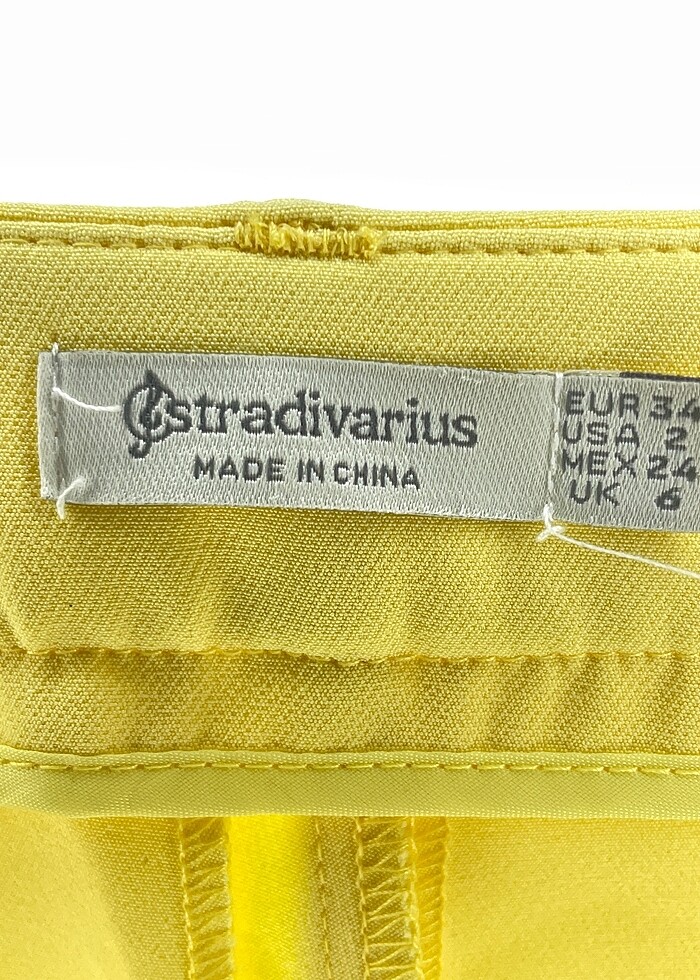 stradivarius
MADE IN CHINA
EUR 34
USA 2
MEX 24
UK 6